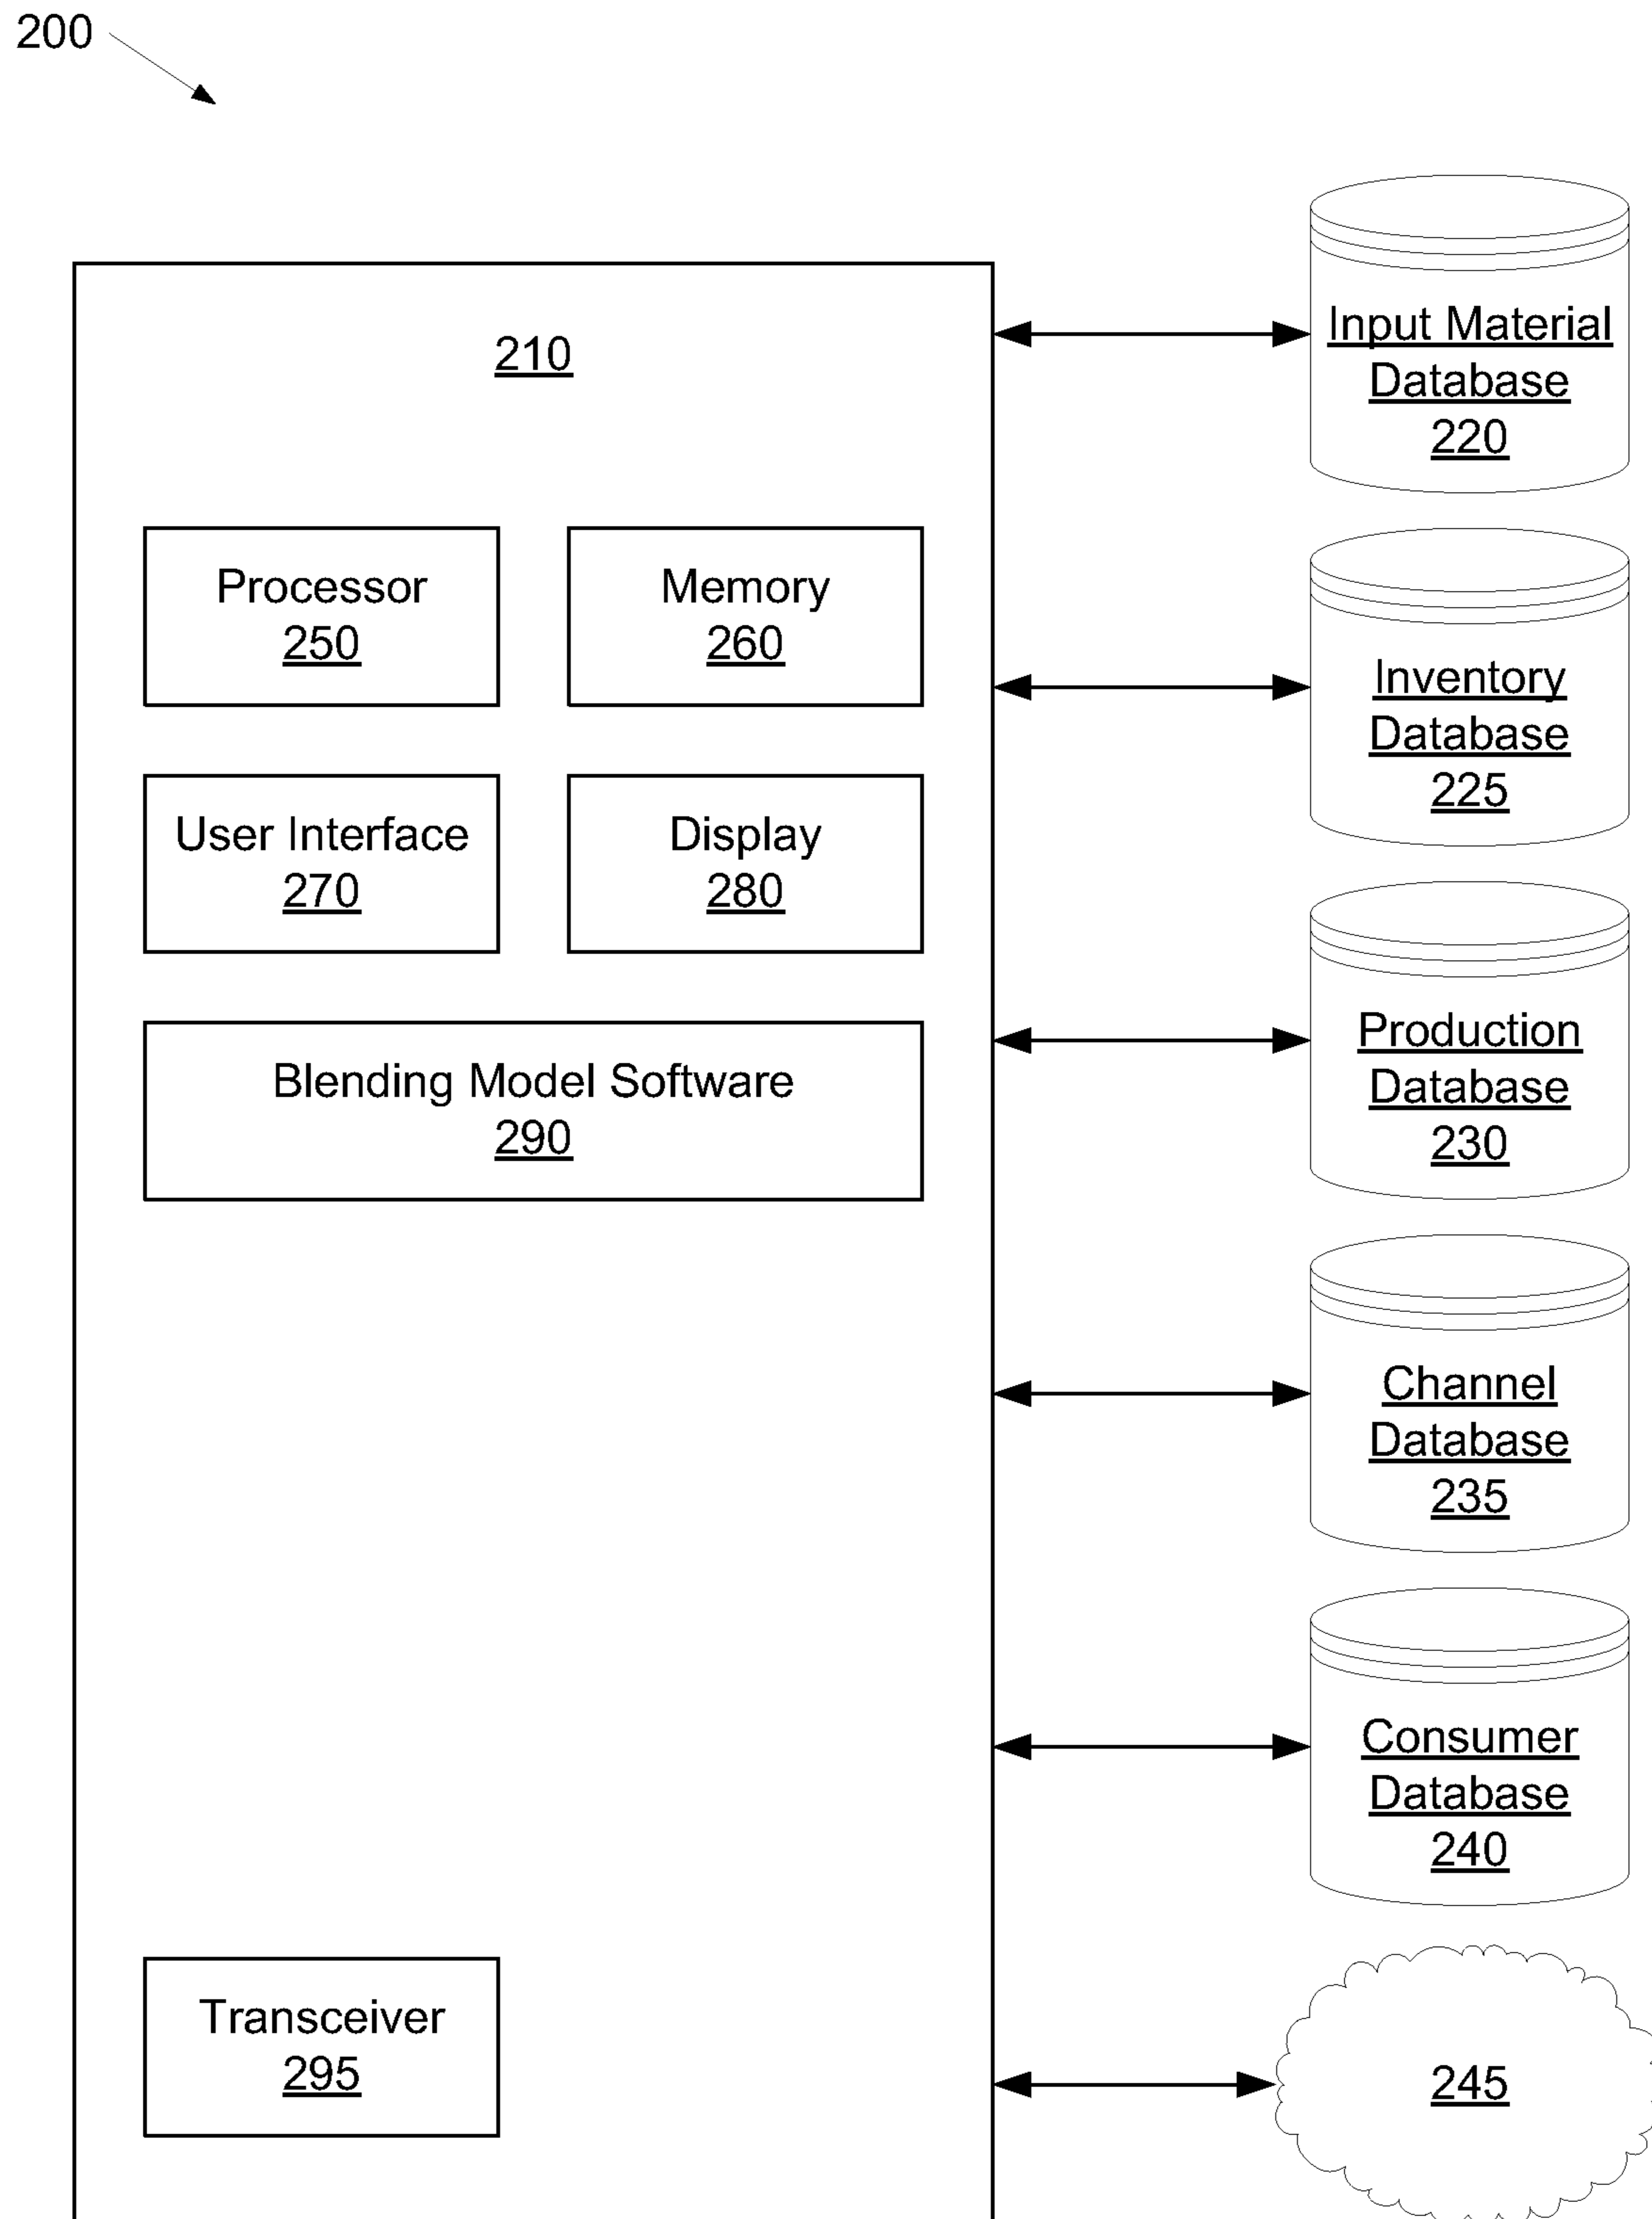 200
210
Processor
250
Memory
260
User Interface
270
Display
280
Blending Model Software
290
Transceiver
295
Input Material
Database
220
Inventory
Database
225
Production
Database
230
Channel
Database
235
Consumer
Database
240
245